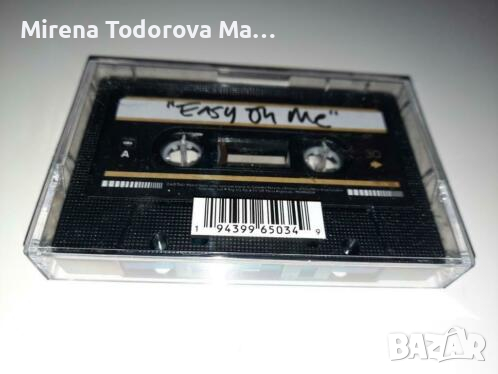 Mirena Todorova Ma...
"EASY ON ME"
A
30
1 94399 65034 9
BAZAR